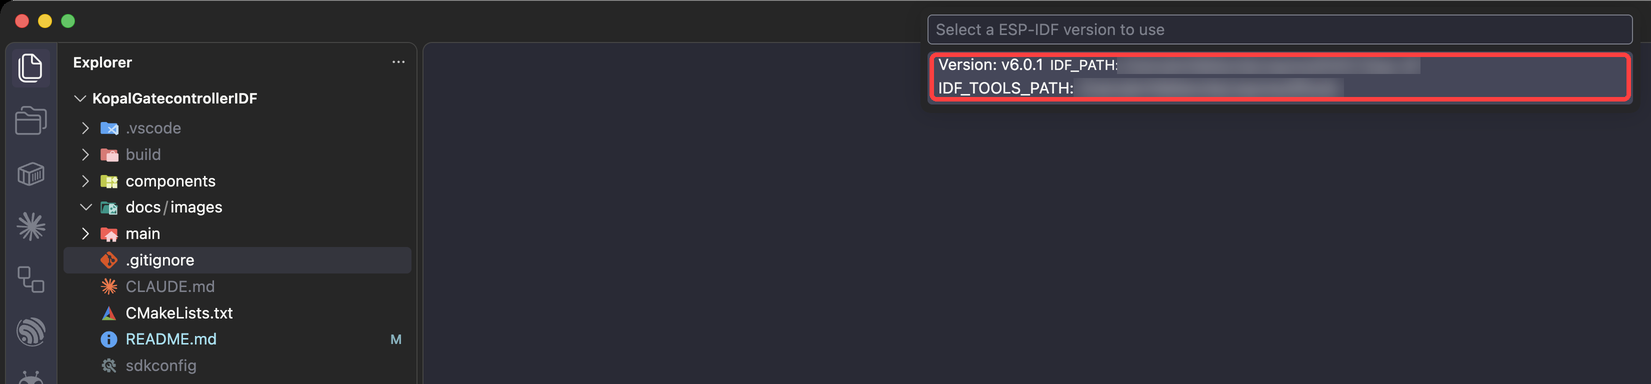 Select a ESP-IDF version to use
Version: v6.0.1 IDF_PATH:
IDF_TOOLS_PATH:
Explorer
KopalGatecontrollerIDF
.vscode
build
components
docs/images
main
.gitignore
CLAUDE.md
CMakeLists.txt
README.md M
sdkconfig